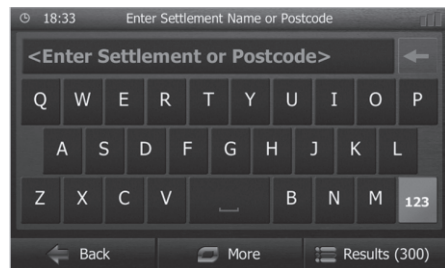 18:33 Enter Settlement Name or Postcode
<Enter Settlement or Postcode>
Q W E R T Y U I O P
A S D F G H J K L
Z X C V B N M 123
Back More Results (300)